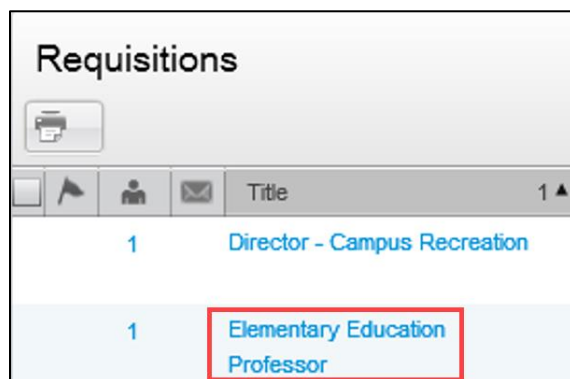 Requisitions
Title 1
1 Director - Campus Recreation
1 Elementary Education
Professor